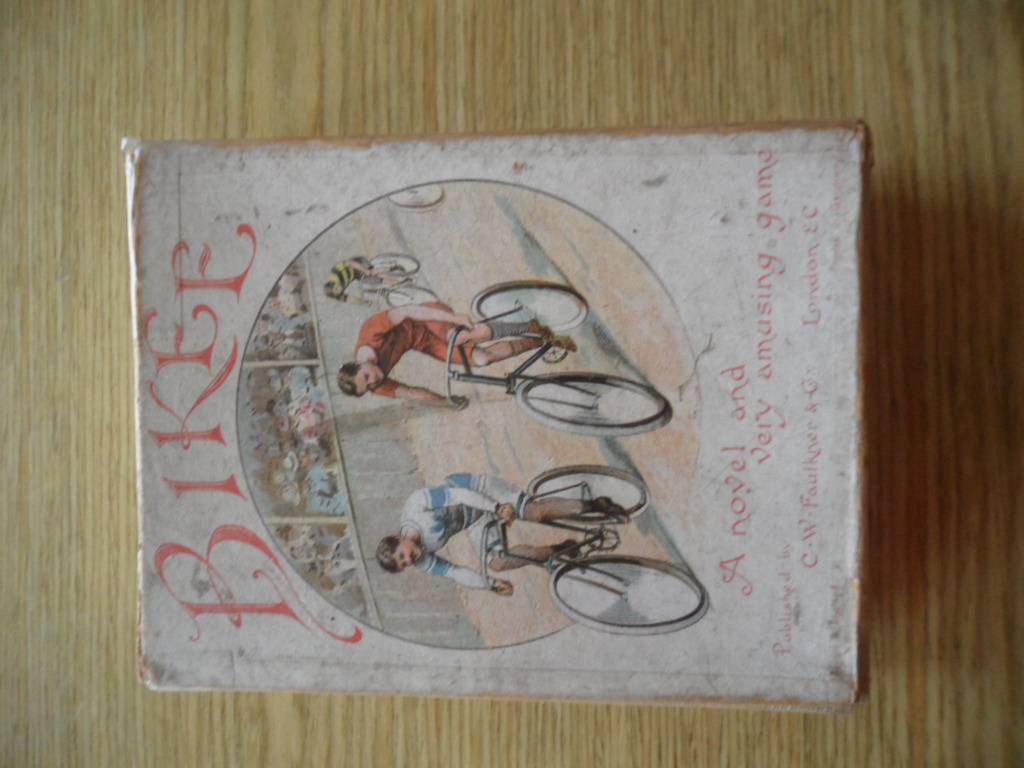 BIKE
A novel and
very amusing game
Published by
C. W. Faulkner & Co London E.C